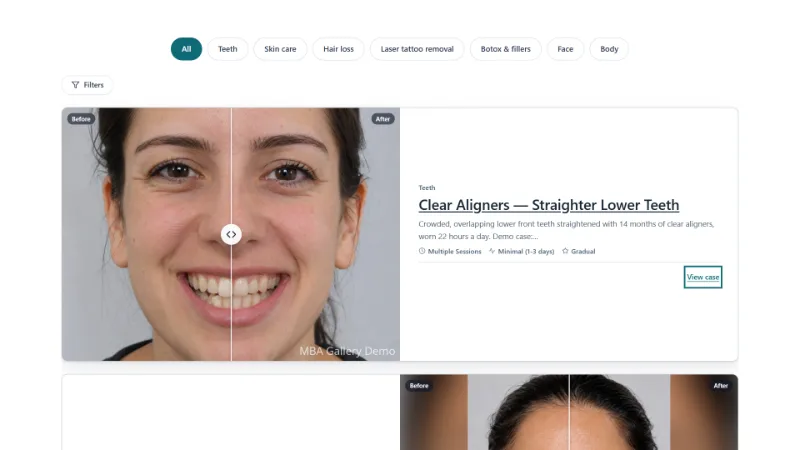 All
Teeth
Skin care
Hair loss
Laser tattoo removal
Botox & fillers
Face
Body
Filters
Before
After
Teeth
Clear Aligners — Straighter Lower Teeth
Crowded, overlapping lower front teeth straightened with 14 months of clear aligners,
worn 22 hours a day. Demo case:...
Multiple Sessions
Minimal (1-3 days)
Gradual
View case
MBA Gallery Demo
Before
After